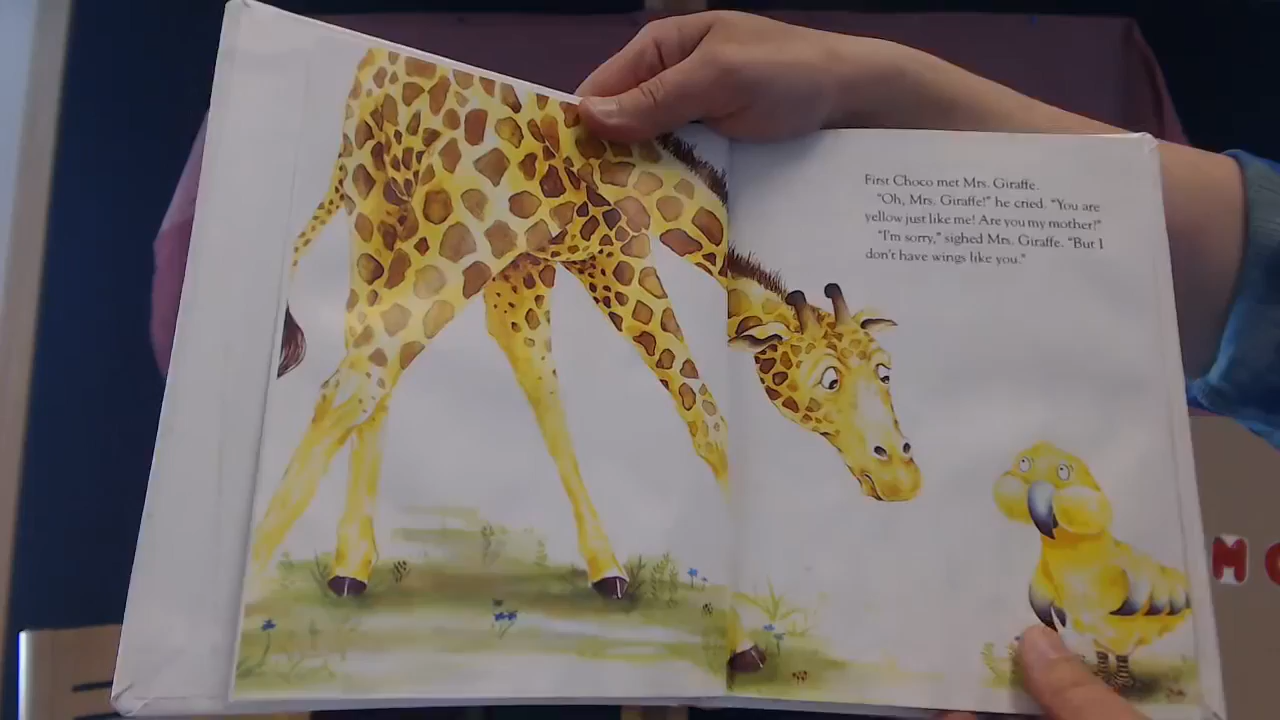 First Choco met Mrs. Giraffe.
"Oh, Mrs. Giraffe!" he cried. "You are
yellow just like me! Are you my mother?"
"I'm sorry," sighed Mrs. Giraffe. "But I
don't have wings like you."
M